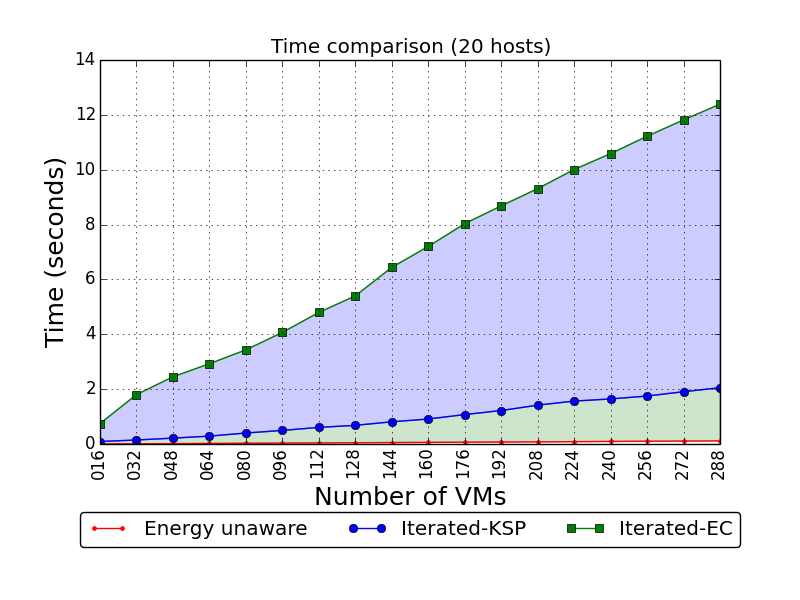 Time comparison (20 hosts)
14
12
10
8
6
4
2
0
Time (seconds)
016 032 048 064 080 096 112 128 144 160 176 192 208 224 240 256 272 288
Number of VMs
Energy unaware Iterated-KSP Iterated-EC